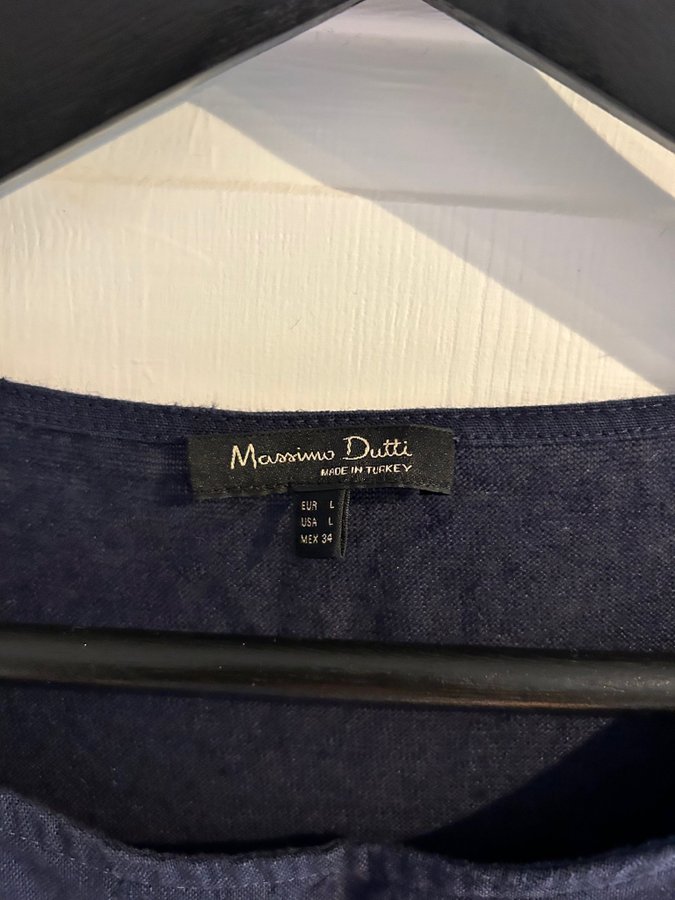 Massimo Dutti
MADE IN TURKEY
EUR L
USA L
MEX 34